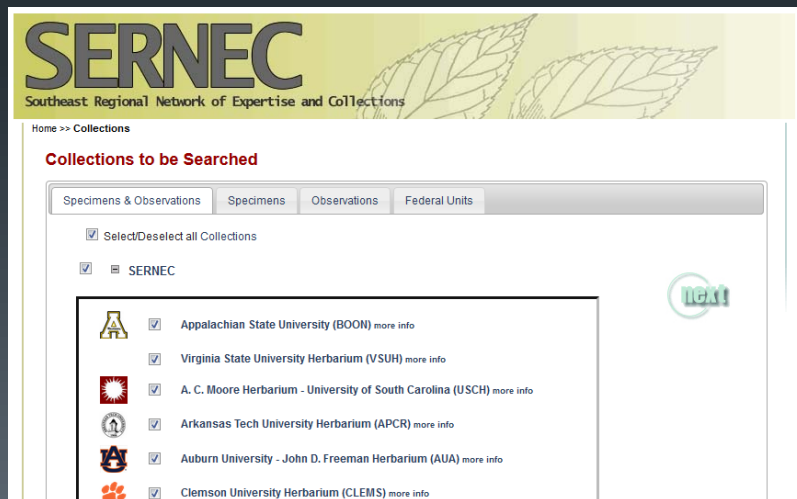 SERNEC
Southeast Regional Network of Expertise and Collections
Home >> Collections
Collections to be Searched
Specimens & Observations Specimens Observations Federal Units
Select/Deselect all Collections
SERNEC
next
Appalachian State University (BOON) more info
Virginia State University Herbarium (VSUH) more info
A. C. Moore Herbarium - University of South Carolina (USCH) more info
Arkansas Tech University Herbarium (APCR) more info
Auburn University - John D. Freeman Herbarium (AUA) more info
Clemson University Herbarium (CLEMS) more info